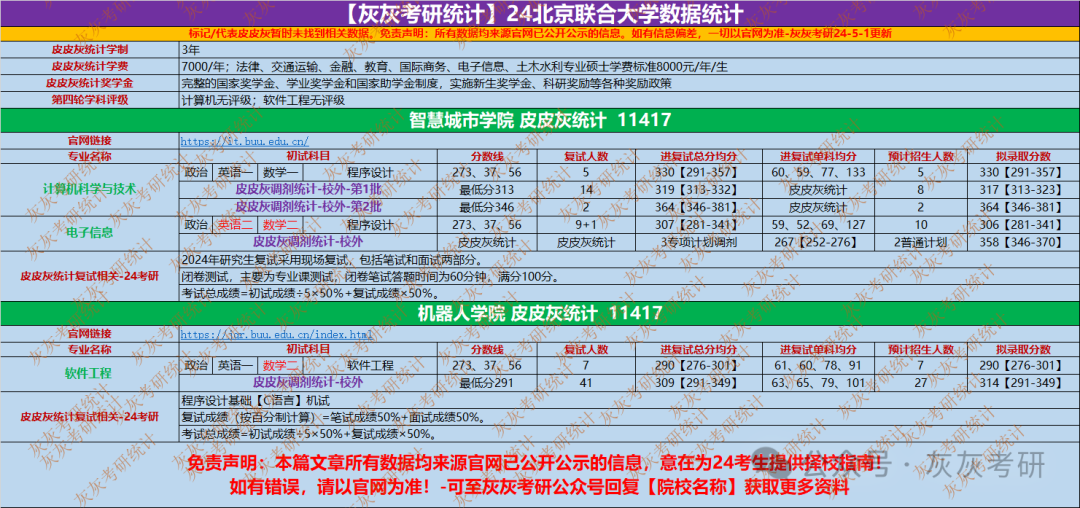 【灰灰考研统计】24北京联合大学数据统计
标记/代表皮皮灰暂时未找到相关数据。免责声明：所有数据均来源官网已公开公示的信息。如有信息偏差，一切以官网为准-灰灰考研24-5-1更新
皮皮灰统计学制 3年
皮皮灰统计学费 7000/年；法律、交通运输、金融、教育、国际商务、电子信息、土木水利专业硕士学费标准8000元/年/生
皮皮灰统计奖学金 完整的国家奖学金、学业奖学金和国家助学金制度，实施新生奖学金、科研奖励等各种奖励政策
第四轮学科评级 计算机无评级；软件工程无评级
智慧城市学院 皮皮灰统计 11417
官网链接 https://it.buu.edu.cn/
专业名称 初试科目 分数线 复试人数 进复试总分均分 进复试单科均分 预计招生人数 拟录取分数
计算机科学与技术 政治 英语一 数学一 程序设计 273、37、56 5 330【291-357】 60、59、77、133 5 330【291-357】
皮皮灰调剂统计-校外-第1批 最低分313 14 319【313-332】 皮皮灰统计 8 317【313-323】
皮皮灰调剂统计-校外-第2批 最低分346 2 364【346-381】 皮皮灰统计 2 364【346-381】
电子信息 政治 英语二 数学二 程序设计 273、37、56 9+1 307【281-341】 59、52、69、127 10 306【281-341】
皮皮灰调剂统计-校外 皮皮灰统计 皮皮灰统计 3专项计划调剂 267【252-276】 2普通计划 358【346-370】
皮皮灰统计复试相关-24考研 2024年研究生复试采用现场复试，包括笔试和面试两部分。
闭卷测试，主要为专业课测试，闭卷笔试答题时间为60分钟，满分100分。
考试总成绩=初试成绩÷5×50%+复试成绩×50%。
机器人学院 皮皮灰统计 11417
官网链接 https://jqr.buu.edu.cn/index.html
专业名称 初试科目 分数线 复试人数 进复试总分均分 进复试单科均分 预计招生人数 拟录取分数
软件工程 政治 英语一 数学二 软件工程 273、37、56 7 290【276-301】 61、60、78、91 7 290【276-301】
皮皮灰调剂统计-校外 最低分291 41 309【291-349】 63、65、79、101 27 314【291-349】
皮皮灰统计复试相关-24考研 程序设计基础【C语言】机试
复试成绩（按百分制计算）=笔试成绩50%+面试成绩50%。
考试总成绩=初试成绩÷5×50%+复试成绩×50%。
免责声明：本篇文章所有数据均来源官网已公开公示的信息，意在为24考生提供择校指南！
如有错误，请以官网为准！-可至灰灰考研公众号回复【院校名称】获取更多资料
公众号·灰灰考研